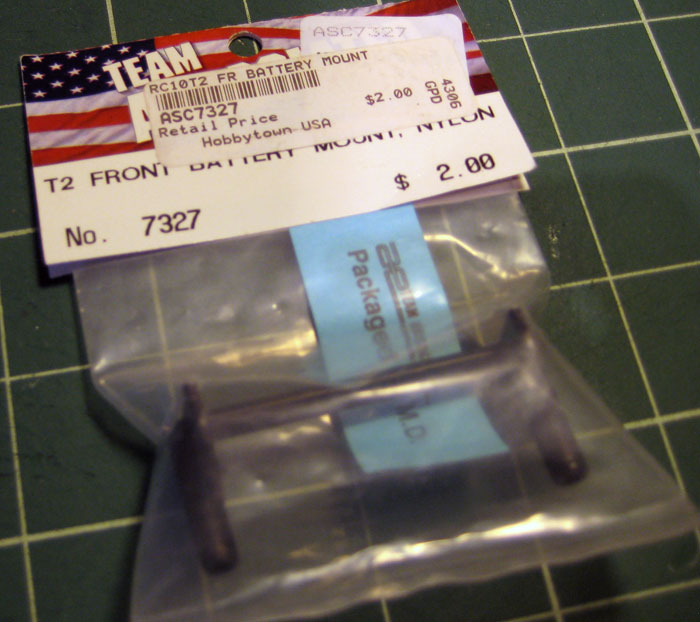 TEAM
ASC7327
RC10T2 FR BATTERY MOUNT
ASC7327
$2.00
4306
GPD
Retail Price
Hobbytown USA
T2 FRONT BATTERY MOUNT, NYLON
$ 2.00
No. 7327
Packaged
M.D.